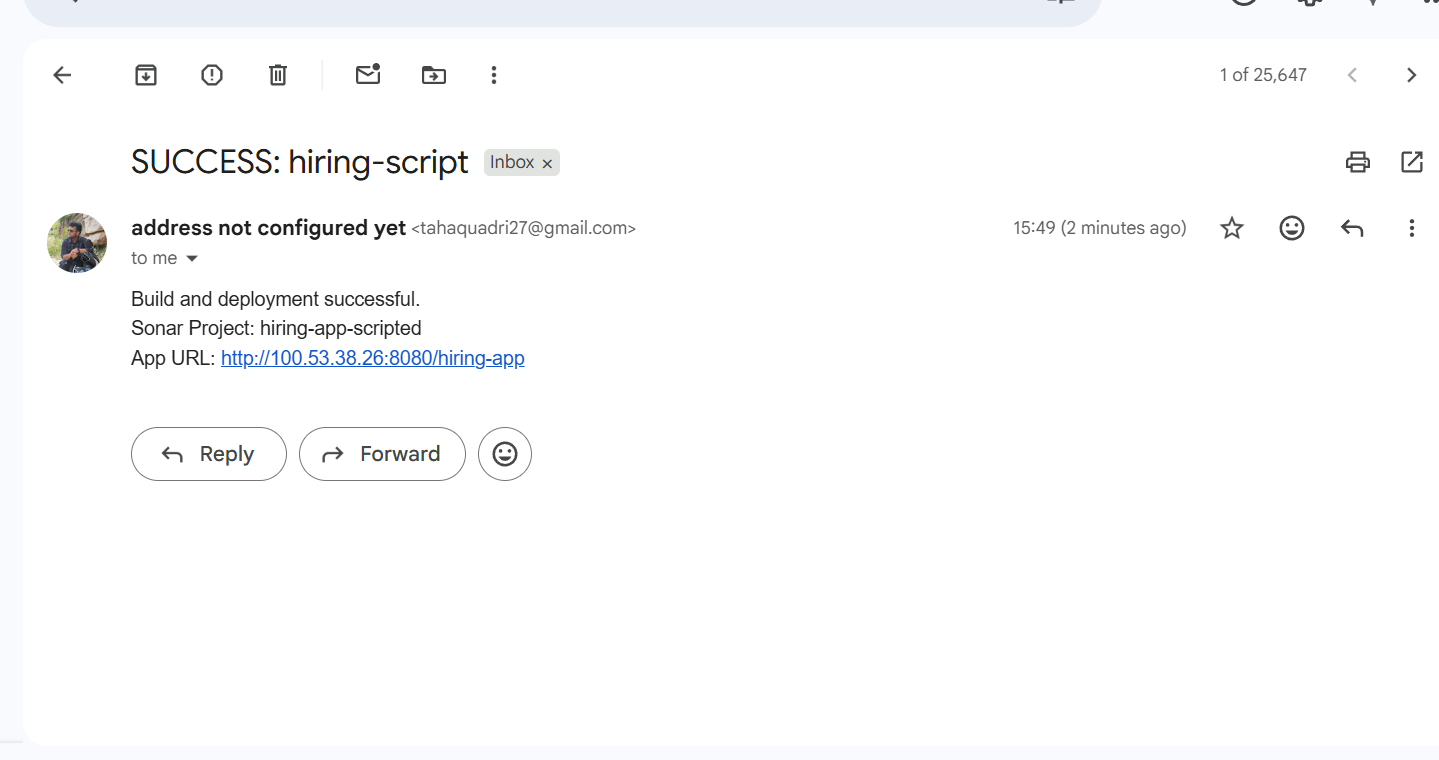 1 of 25,647
SUCCESS: hiring-script Inbox ×
address not configured yet <tahaquadri27@gmail.com> 15:49 (2 minutes ago)
to me
Build and deployment successful.
Sonar Project: hiring-app-scripted
App URL: http://100.53.38.26:8080/hiring-app
Reply Forward